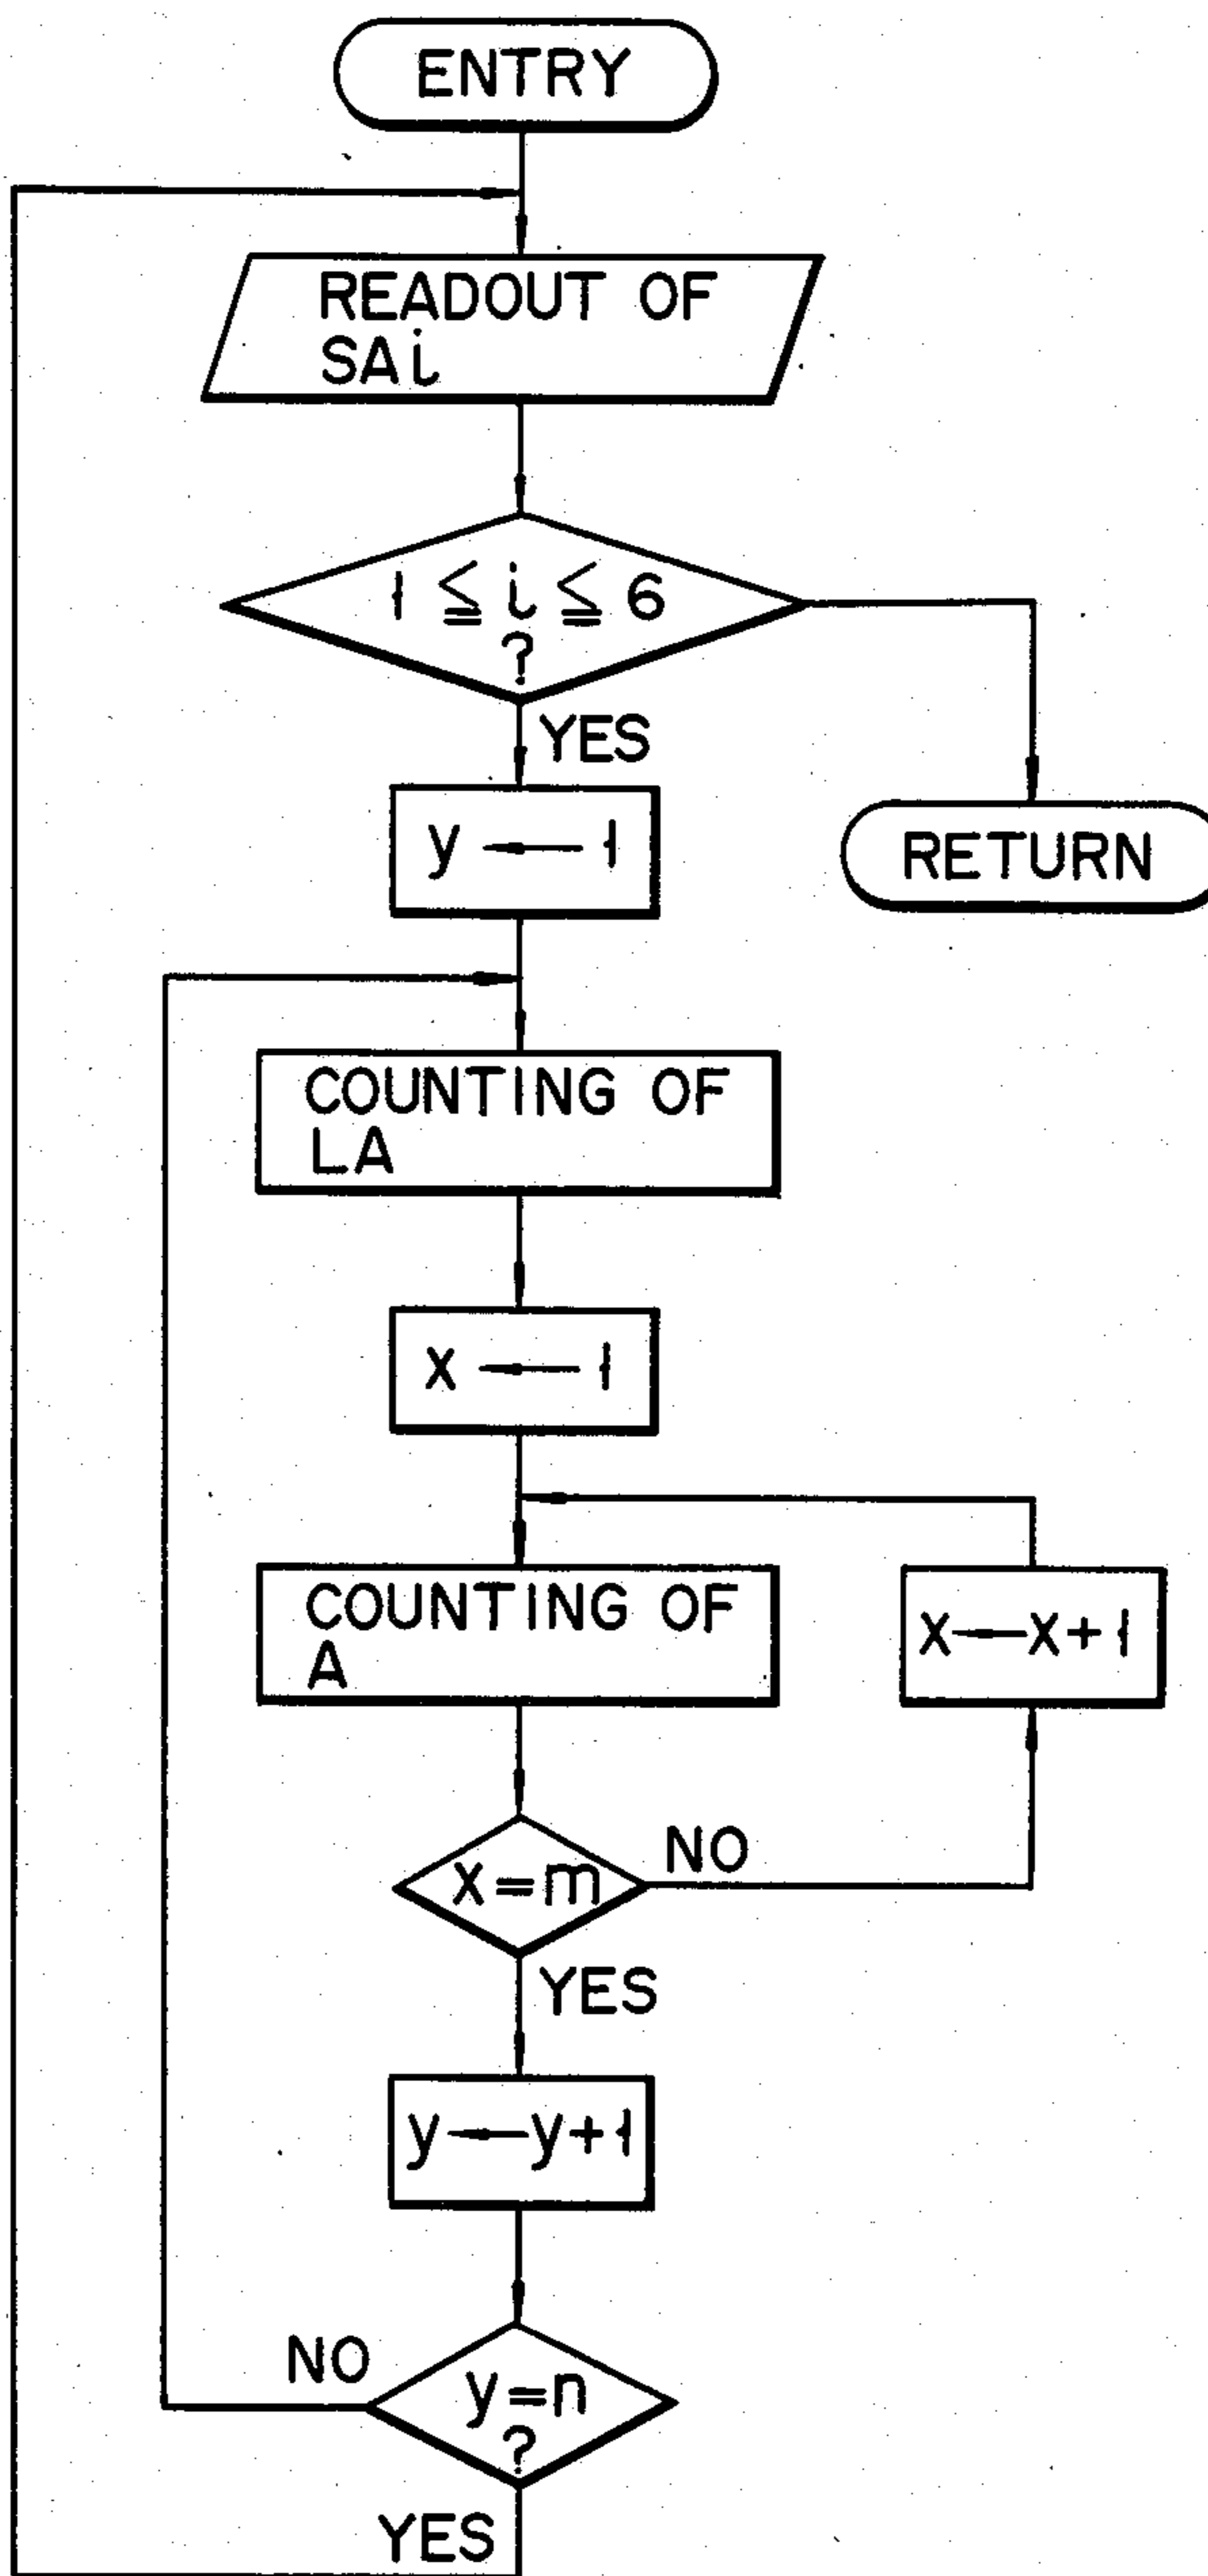 ENTRY
READOUT OF
SAi
1 ≦ i ≦ 6
?
YES
y ← 1
RETURN
COUNTING OF
LA
x ← 1
COUNTING OF
A
x←x+1
x=m
NO
YES
y←y+1
NO
y=n
?
YES